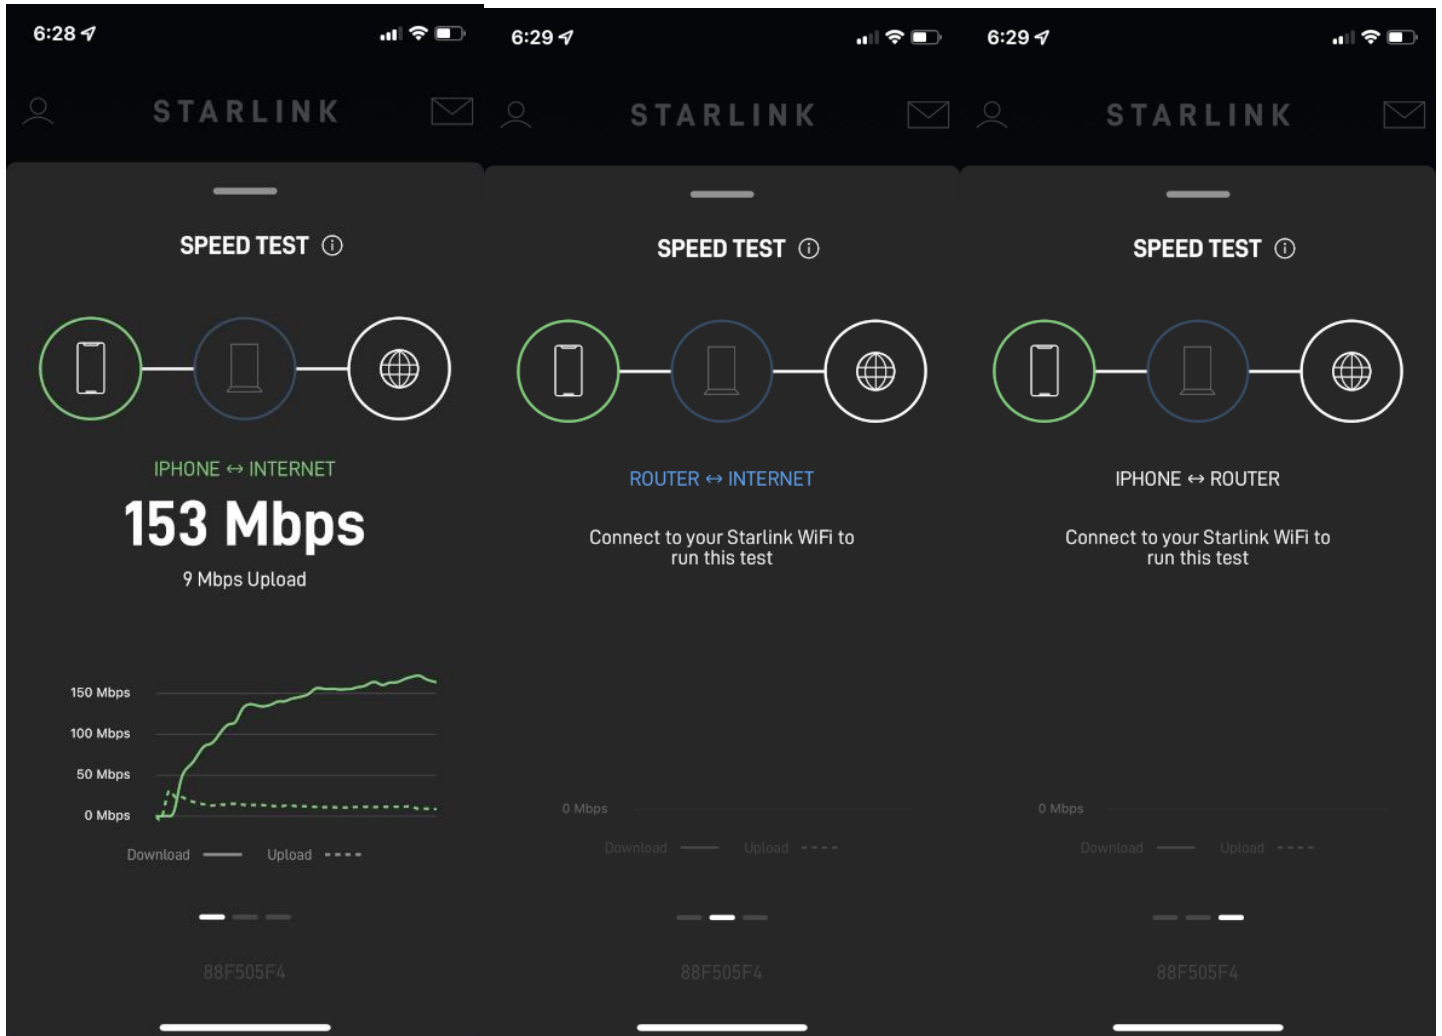 6:28
STARLINK
SPEED TEST
IPHONE ↔ INTERNET
153 Mbps
9 Mbps Upload
150 Mbps
100 Mbps
50 Mbps
0 Mbps
Download Upload
88F505F4
6:29
STARLINK
SPEED TEST
ROUTER ↔ INTERNET
Connect to your Starlink WiFi to
run this test
0 Mbps
Download Upload
88F505F4
6:29
STARLINK
SPEED TEST
IPHONE ↔ ROUTER
Connect to your Starlink WiFi to
run this test
0 Mbps
Download Upload
88F505F4